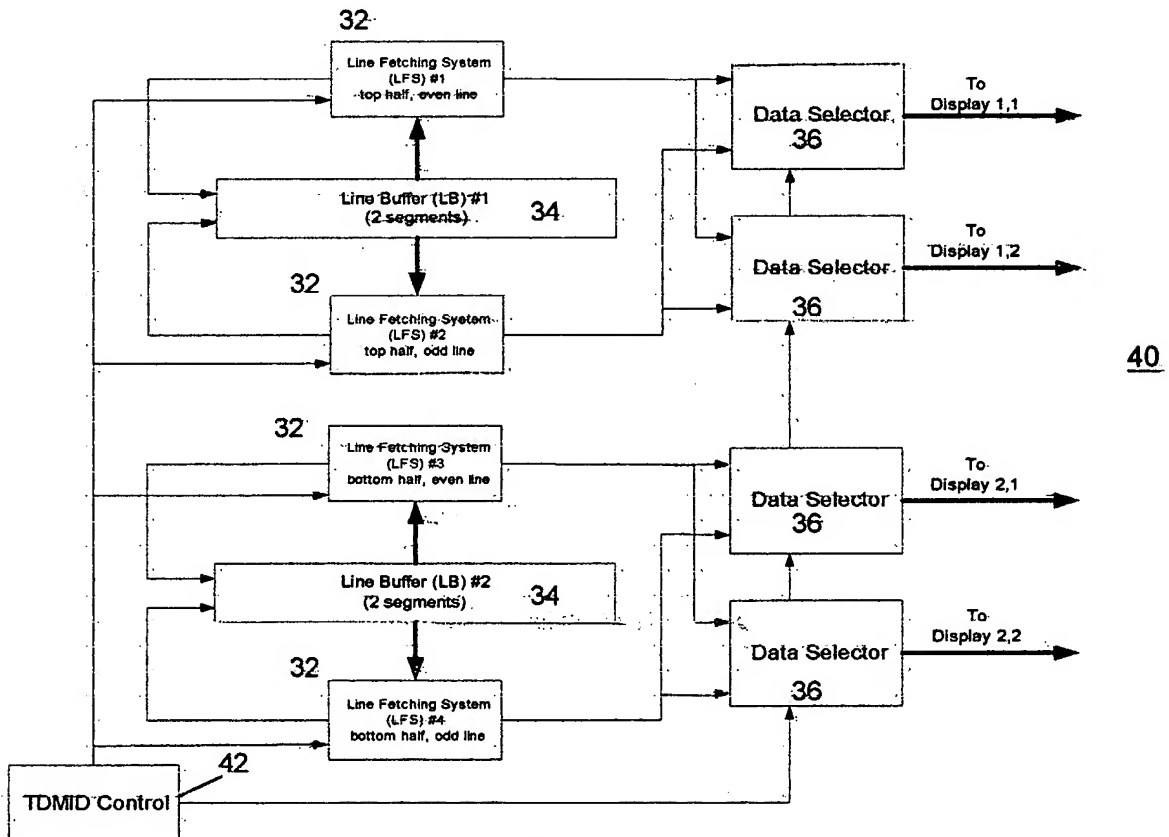 32
Line Fetching System
(LFS) #1
top half, even line
Data Selector
36
To
Display 1,1
Line Buffer (LB) #1
(2 segments)
34
Data Selector
36
To
Display 1,2
32
Line Fetching System
(LFS) #2
top half, odd line
40
32
Line Fetching System
(LFS) #3
bottom half, even line
Data Selector
36
To
Display 2,1
Line Buffer (LB) #2
(2 segments)
34
Data Selector
36
To
Display 2,2
32
Line Fetching System
(LFS) #4
bottom half, odd line
42
TDMID Control